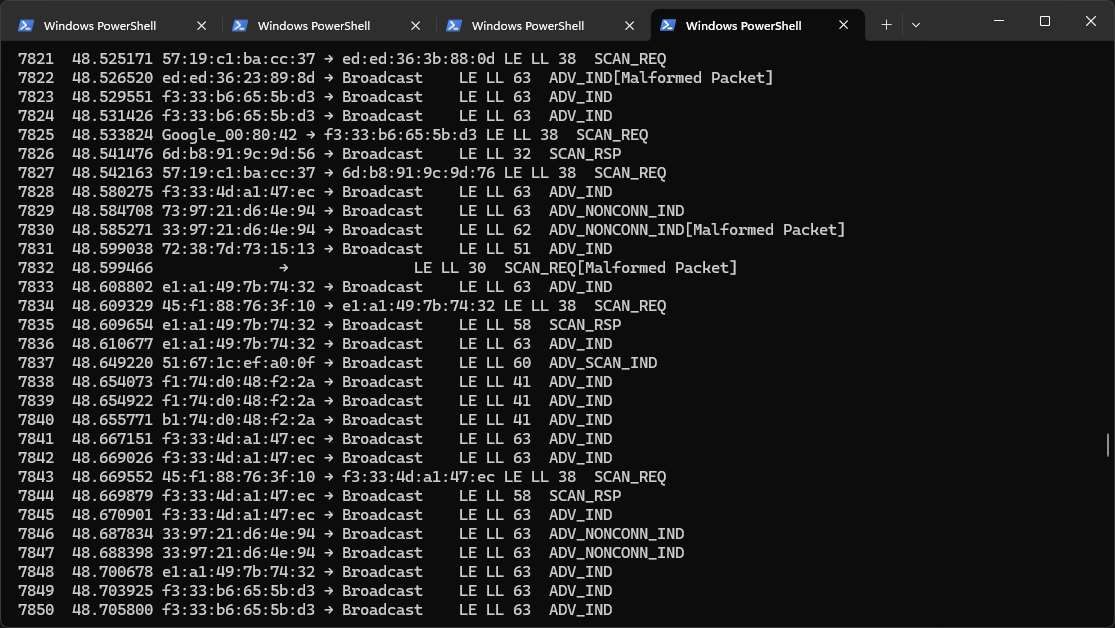 Windows PowerShell Windows PowerShell Windows PowerShell Windows PowerShell
7821 48.525171 57:19:c1:ba:cc:37 → ed:ed:36:3b:88:0d LE LL 38 SCAN_REQ
7822 48.526520 ed:ed:36:23:89:8d → Broadcast LE LL 63 ADV_IND[Malformed Packet]
7823 48.529551 f3:33:b6:65:5b:d3 → Broadcast LE LL 63 ADV_IND
7824 48.531426 f3:33:b6:65:5b:d3 → Broadcast LE LL 63 ADV_IND
7825 48.533824 Google_00:80:42 → f3:33:b6:65:5b:d3 LE LL 38 SCAN_REQ
7826 48.541476 6d:b8:91:9c:9d:56 → Broadcast LE LL 32 SCAN_RSP
7827 48.542163 57:19:c1:ba:cc:37 → 6d:b8:91:9c:9d:76 LE LL 38 SCAN_REQ
7828 48.580275 f3:33:4d:a1:47:ec → Broadcast LE LL 63 ADV_IND
7829 48.584708 73:97:21:d6:4e:94 → Broadcast LE LL 63 ADV_NONCONN_IND
7830 48.585271 33:97:21:d6:4e:94 → Broadcast LE LL 62 ADV_NONCONN_IND[Malformed Packet]
7831 48.599038 72:38:7d:73:15:13 → Broadcast LE LL 51 ADV_IND
7832 48.599466 → LE LL 30 SCAN_REQ[Malformed Packet]
7833 48.608802 e1:a1:49:7b:74:32 → Broadcast LE LL 63 ADV_IND
7834 48.609329 45:f1:88:76:3f:10 → e1:a1:49:7b:74:32 LE LL 38 SCAN_REQ
7835 48.609654 e1:a1:49:7b:74:32 → Broadcast LE LL 58 SCAN_RSP
7836 48.610677 e1:a1:49:7b:74:32 → Broadcast LE LL 63 ADV_IND
7837 48.649220 51:67:1c:ef:a0:0f → Broadcast LE LL 60 ADV_SCAN_IND
7838 48.654073 f1:74:d0:48:f2:2a → Broadcast LE LL 41 ADV_IND
7839 48.654922 f1:74:d0:48:f2:2a → Broadcast LE LL 41 ADV_IND
7840 48.655771 b1:74:d0:48:f2:2a → Broadcast LE LL 41 ADV_IND
7841 48.667151 f3:33:4d:a1:47:ec → Broadcast LE LL 63 ADV_IND
7842 48.669026 f3:33:4d:a1:47:ec → Broadcast LE LL 63 ADV_IND
7843 48.669552 45:f1:88:76:3f:10 → f3:33:4d:a1:47:ec LE LL 38 SCAN_REQ
7844 48.669879 f3:33:4d:a1:47:ec → Broadcast LE LL 58 SCAN_RSP
7845 48.670901 f3:33:4d:a1:47:ec → Broadcast LE LL 63 ADV_IND
7846 48.687834 33:97:21:d6:4e:94 → Broadcast LE LL 63 ADV_NONCONN_IND
7847 48.688398 33:97:21:d6:4e:94 → Broadcast LE LL 63 ADV_NONCONN_IND
7848 48.700678 e1:a1:49:7b:74:32 → Broadcast LE LL 63 ADV_IND
7849 48.703925 f3:33:b6:65:5b:d3 → Broadcast LE LL 63 ADV_IND
7850 48.705800 f3:33:b6:65:5b:d3 → Broadcast LE LL 63 ADV_IND